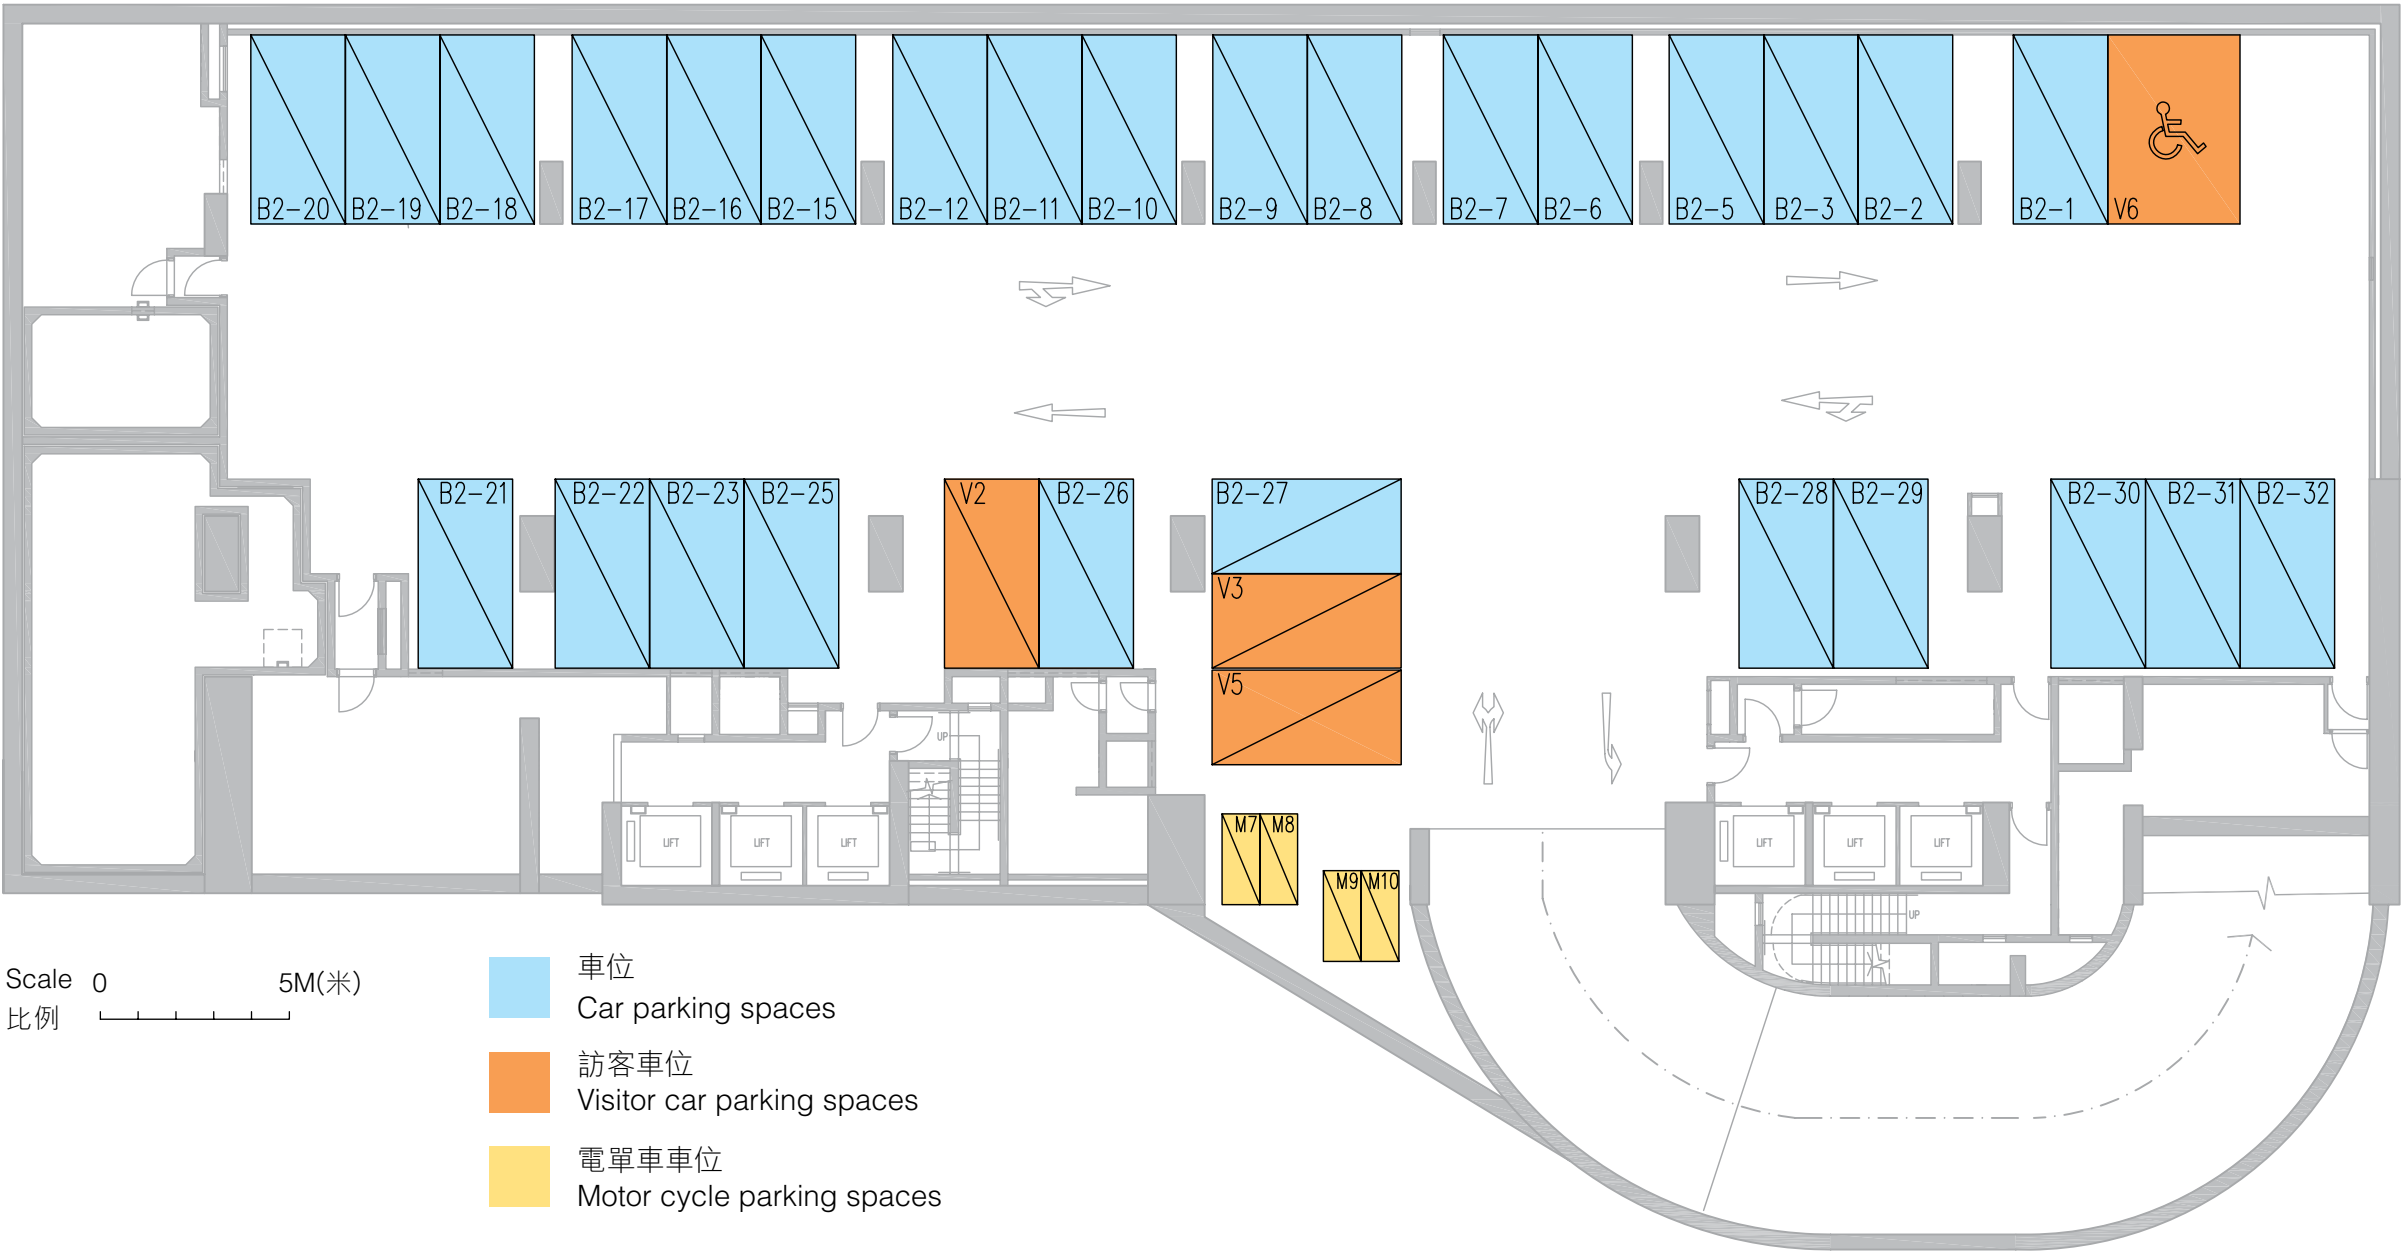 B2-20 B2-19 B2-18 B2-17 B2-16 B2-15 B2-12 B2-11 B2-10 B2-9 B2-8 B2-7 B2-6 B2-5 B2-3 B2-2 B2-1 V6
B2-21 B2-22 B2-23 B2-25 V2 B2-26 B2-27 B2-28 B2-29 B2-30 B2-31 B2-32
V3
V5
UP
LIFT LIFT LIFT M7 M8 LIFT LIFT LIFT
M9 M10
UP
Scale 0 5M(米)
比例
車位
Car parking spaces
訪客車位
Visitor car parking spaces
電單車車位
Motor cycle parking spaces